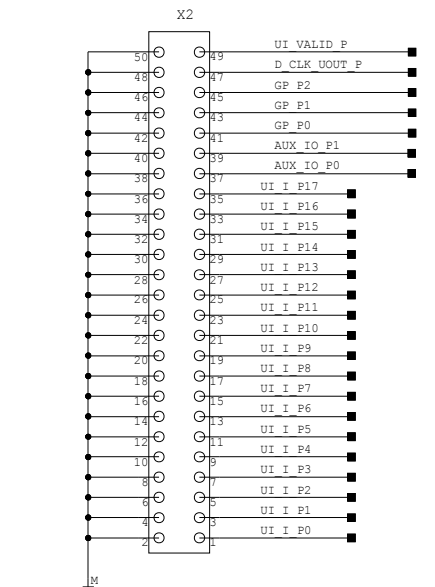 X2
UI_VALID_P
50 49
D_CLK_UOUT_P
48 47
GP_P2
46 45
GP_P1
44 43
GP_P0
42 41
AUX_IO_P1
40 39
AUX_IO_P0
38 37
UI_I_P17
36 35
UI_I_P16
34 33
UI_I_P15
32 31
UI_I_P14
30 29
UI_I_P13
28 27
UI_I_P12
26 25
UI_I_P11
24 23
UI_I_P10
22 21
UI_I_P9
20 19
UI_I_P8
18 17
UI_I_P7
16 15
UI_I_P6
14 13
UI_I_P5
12 11
UI_I_P4
10 9
UI_I_P3
8 7
UI_I_P2
6 5
UI_I_P1
4 3
UI_I_P0
2 1
M